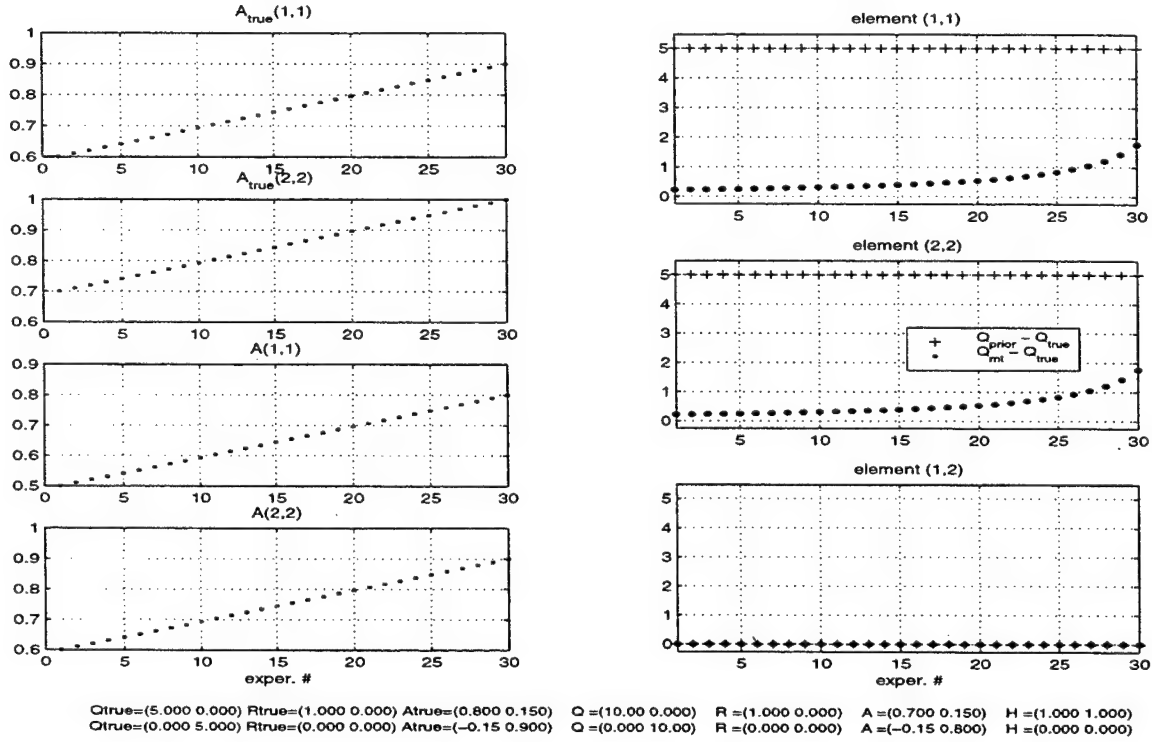 A_true(1,1)
1
0.9
0.8
0.7
0.6
0 5 10 15 20 25 30
A_true(2,2)
1
0.9
0.8
0.7
0.6
0 5 10 15 20 25 30
A(1,1)
0.9
0.8
0.7
0.6
0.5
0 5 10 15 20 25 30
A(2,2)
1
0.9
0.8
0.7
0.6
0 5 10 15 20 25 30
exper. #
element (1,1)
5
4
3
2
1
0
5 10 15 20 25 30
element (2,2)
5
4
3
2
1
0
+ Q_prior − Q_true
• Q_mt − Q_true
5 10 15 20 25 30
element (1,2)
5
4
3
2
1
0
5 10 15 20 25 30
exper. #
Qtrue=(5.000 0.000) Rtrue=(1.000 0.000) Atrue=(0.800 0.150) Q =(10.00 0.000) R =(1.000 0.000) A =(0.700 0.150) H =(1.000 1.000)
Qtrue=(0.000 5.000) Rtrue=(0.000 0.000) Atrue=(−0.15 0.900) Q =(0.000 10.00) R =(0.000 0.000) A =(−0.15 0.800) H =(0.000 0.000)